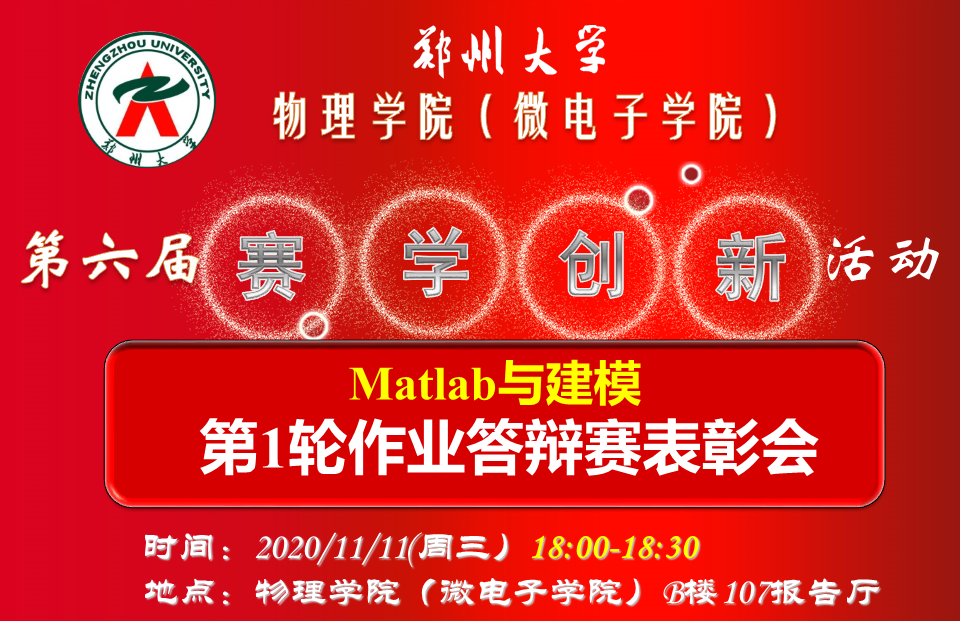 郑州大学
ZHENGZHOU UNIVERSITY
郑州大学
物理学院（微电子学院）
第六届赛学创新活动
Matlab与建模
第1轮作业答辩赛表彰会
时间：2020/11/11(周三）18:00-18:30
地点：物理学院（微电子学院）B楼107报告厅